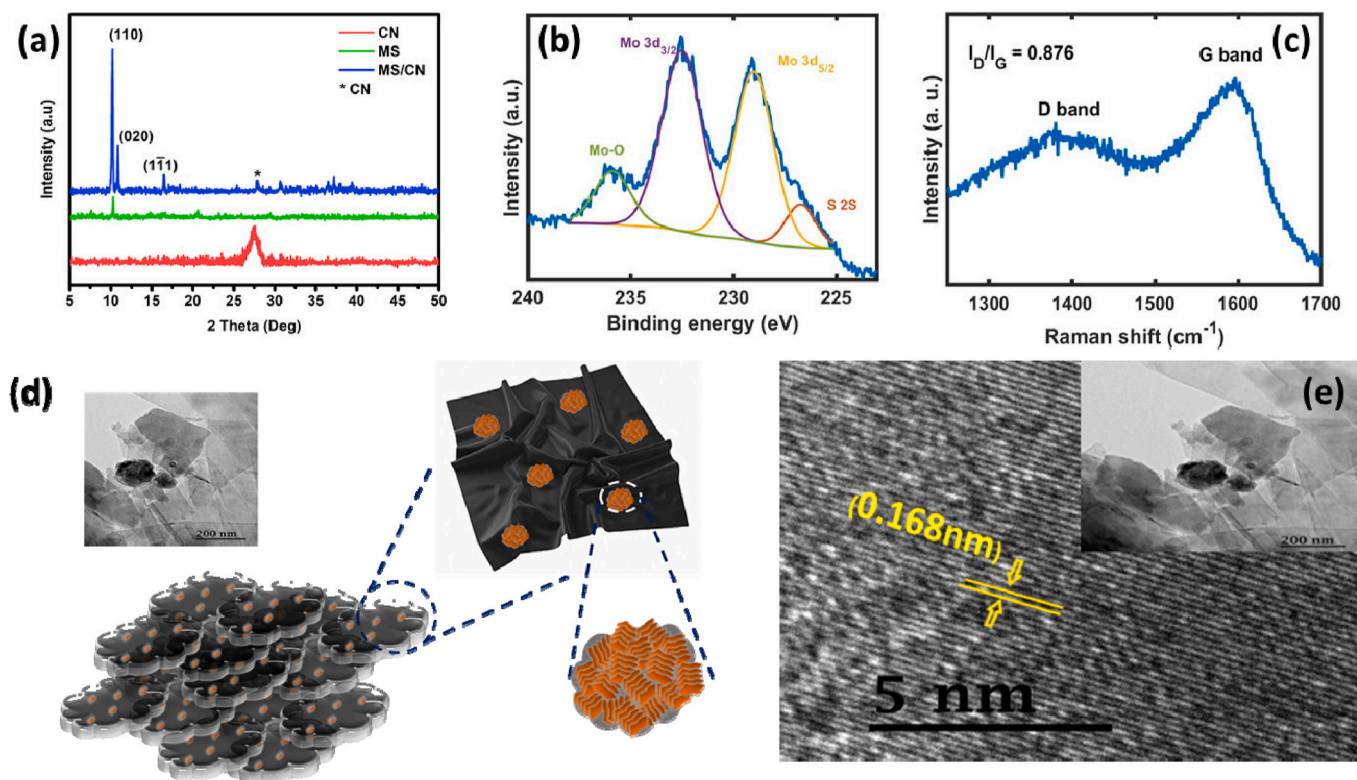 (a)
(110)
(020)
(11̅1)
*
CN
MS
MS/CN
* CN
Intensity (a.u)
5 10 15 20 25 30 35 40 45 50
2 Theta (Deg)
(b)
Mo 3d3/2
Mo 3d5/2
Mo-O
S 2S
Intensity (a.u.)
240 235 230 225
Binding energy (eV)
(c)
ID/IG = 0.876
G band
D band
Intensity (a. u.)
1300 1400 1500 1600 1700
Raman shift (cm-1)
(d)
200 nm
(e)
200 nm
(0.168nm)
5 nm